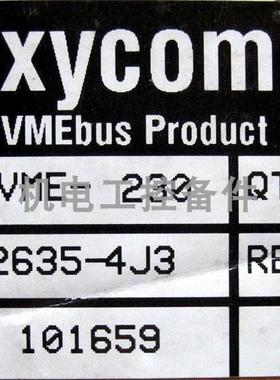 xycom
VMEbus Product
VME 230 QT
机电工控备件
2635-4J3 RE
101659